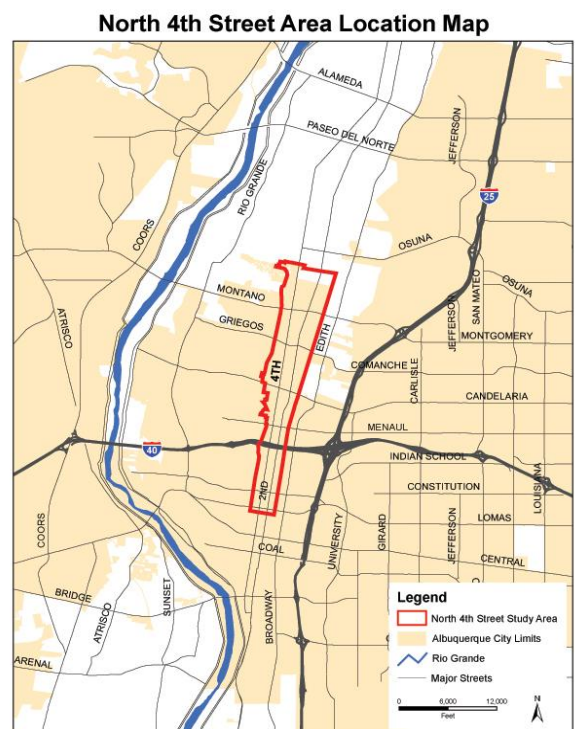 North 4th Street Area Location Map
ALAMEDA
PASEO DEL NORTE
JEFFERSON
25
RIO GRANDE
COORS
OSUNA
OSUNA
SAN MATEO
MONTANO
GRIEGOS
ATRISCO
EDITH
JEFFERSON
MONTGOMERY
4TH
COMANCHE
CARLISLE
CANDELARIA
MENAUL
40
INDIAN SCHOOL
CONSTITUTION
LOUISIANA
2ND
LOMAS
COORS
UNIVERSITY
GIRARD
JEFFERSON
COAL
CENTRAL
BRIDGE
ATRISCO
SUNSET
BROADWAY
ARENAL
Legend
North 4th Street Study Area
Albuquerque City Limits
Rio Grande
Major Streets
0 6,000 12,000
Feet
N